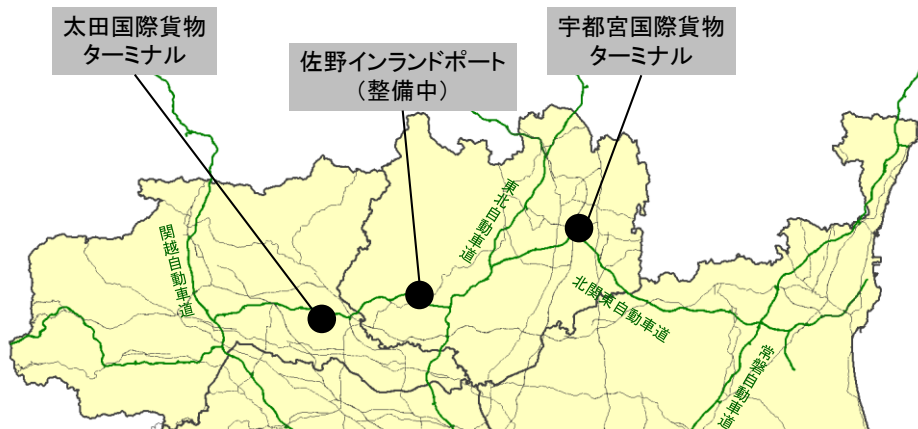 太田国際貨物
ターミナル
佐野インランドポート
（整備中）
宇都宮国際貨物
ターミナル
関越自動車道
東北自動車道
北関東自動車道
常磐自動車道